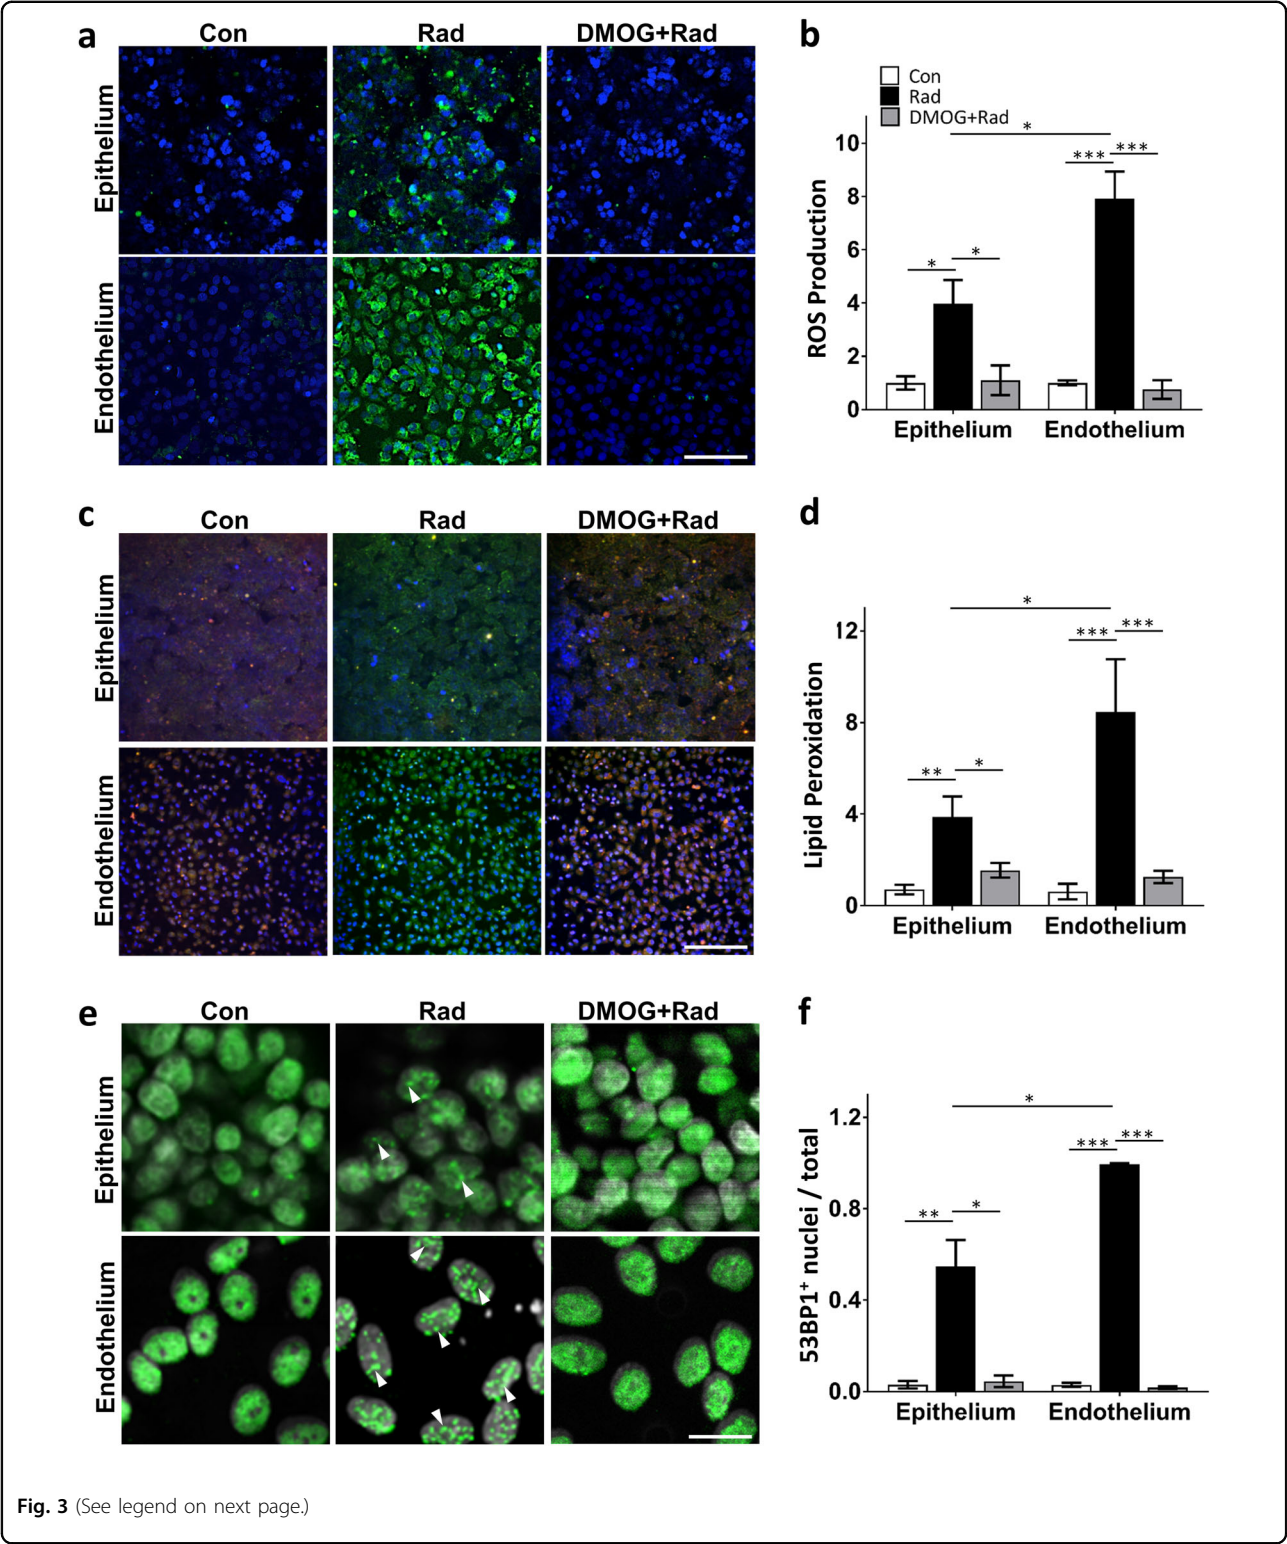 a
Con Rad DMOG+Rad
Epithelium
Endothelium
b
Con
Rad
DMOG+Rad
ROS Production
10
8
6
4
2
0
* * * *** ***
Epithelium Endothelium
c
Con Rad DMOG+Rad
Epithelium
Endothelium
d
Lipid Peroxidation
12
8
4
0
** * * *** ***
Epithelium Endothelium
e
Con Rad DMOG+Rad
Epithelium
Endothelium
f
53BP1⁺ nuclei / total
1.2
0.8
0.4
0.0
** * * *** ***
Epithelium Endothelium
Fig. 3 (See legend on next page.)